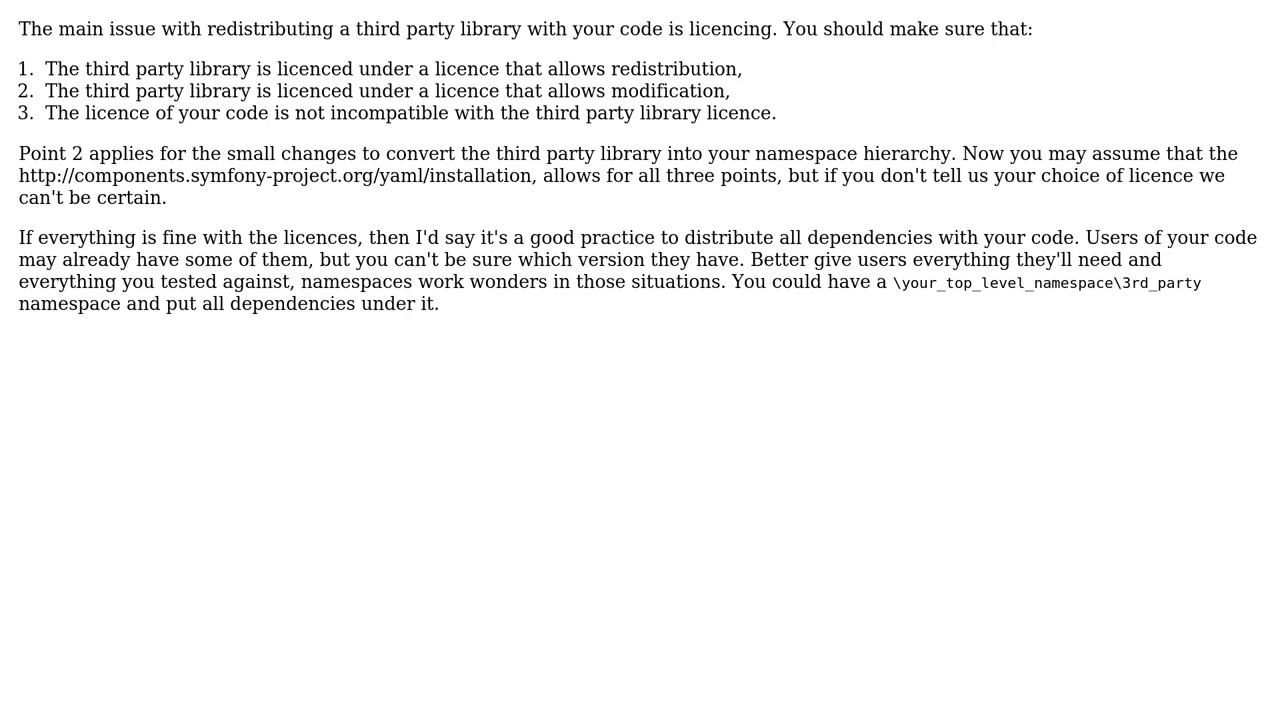 The main issue with redistributing a third party library with your code is licencing. You should make sure that:
1. The third party library is licenced under a licence that allows redistribution,
2. The third party library is licenced under a licence that allows modification,
3. The licence of your code is not incompatible with the third party library licence.
Point 2 applies for the small changes to convert the third party library into your namespace hierarchy. Now you may assume that the
http://components.symfony-project.org/yaml/installation, allows for all three points, but if you don't tell us your choice of licence we
can't be certain.
If everything is fine with the licences, then I'd say it's a good practice to distribute all dependencies with your code. Users of your code
may already have some of them, but you can't be sure which version they have. Better give users everything they'll need and
everything you tested against, namespaces work wonders in those situations. You could have a \your_top_level_namespace\3rd_party
namespace and put all dependencies under it.